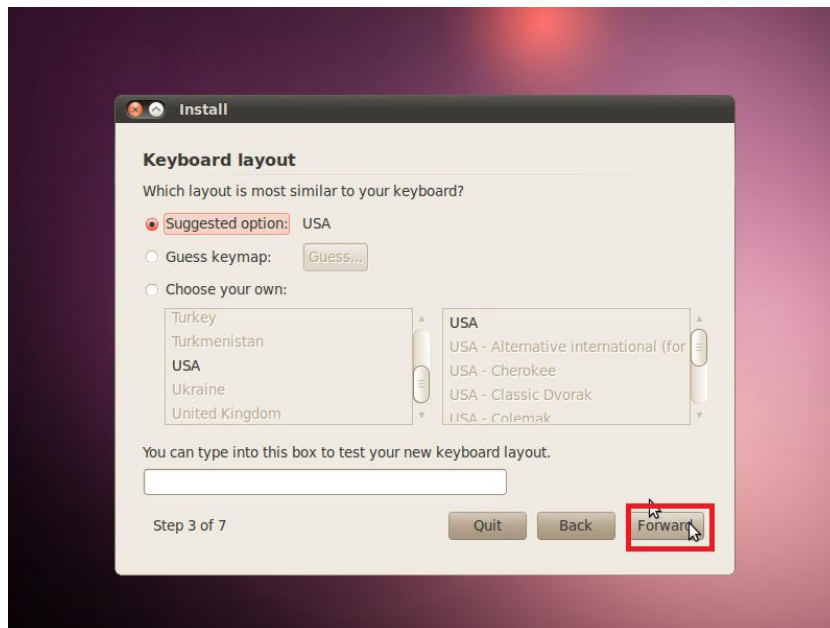 Install
Keyboard layout
Which layout is most similar to your keyboard?
Suggested option: USA
Guess keymap: Guess...
Choose your own:
Turkey
Turkmenistan
USA
Ukraine
United Kingdom
USA
USA - Alternative international (for
USA - Cherokee
USA - Classic Dvorak
USA - Colemak
You can type into this box to test your new keyboard layout.
Step 3 of 7
Quit Back Forward